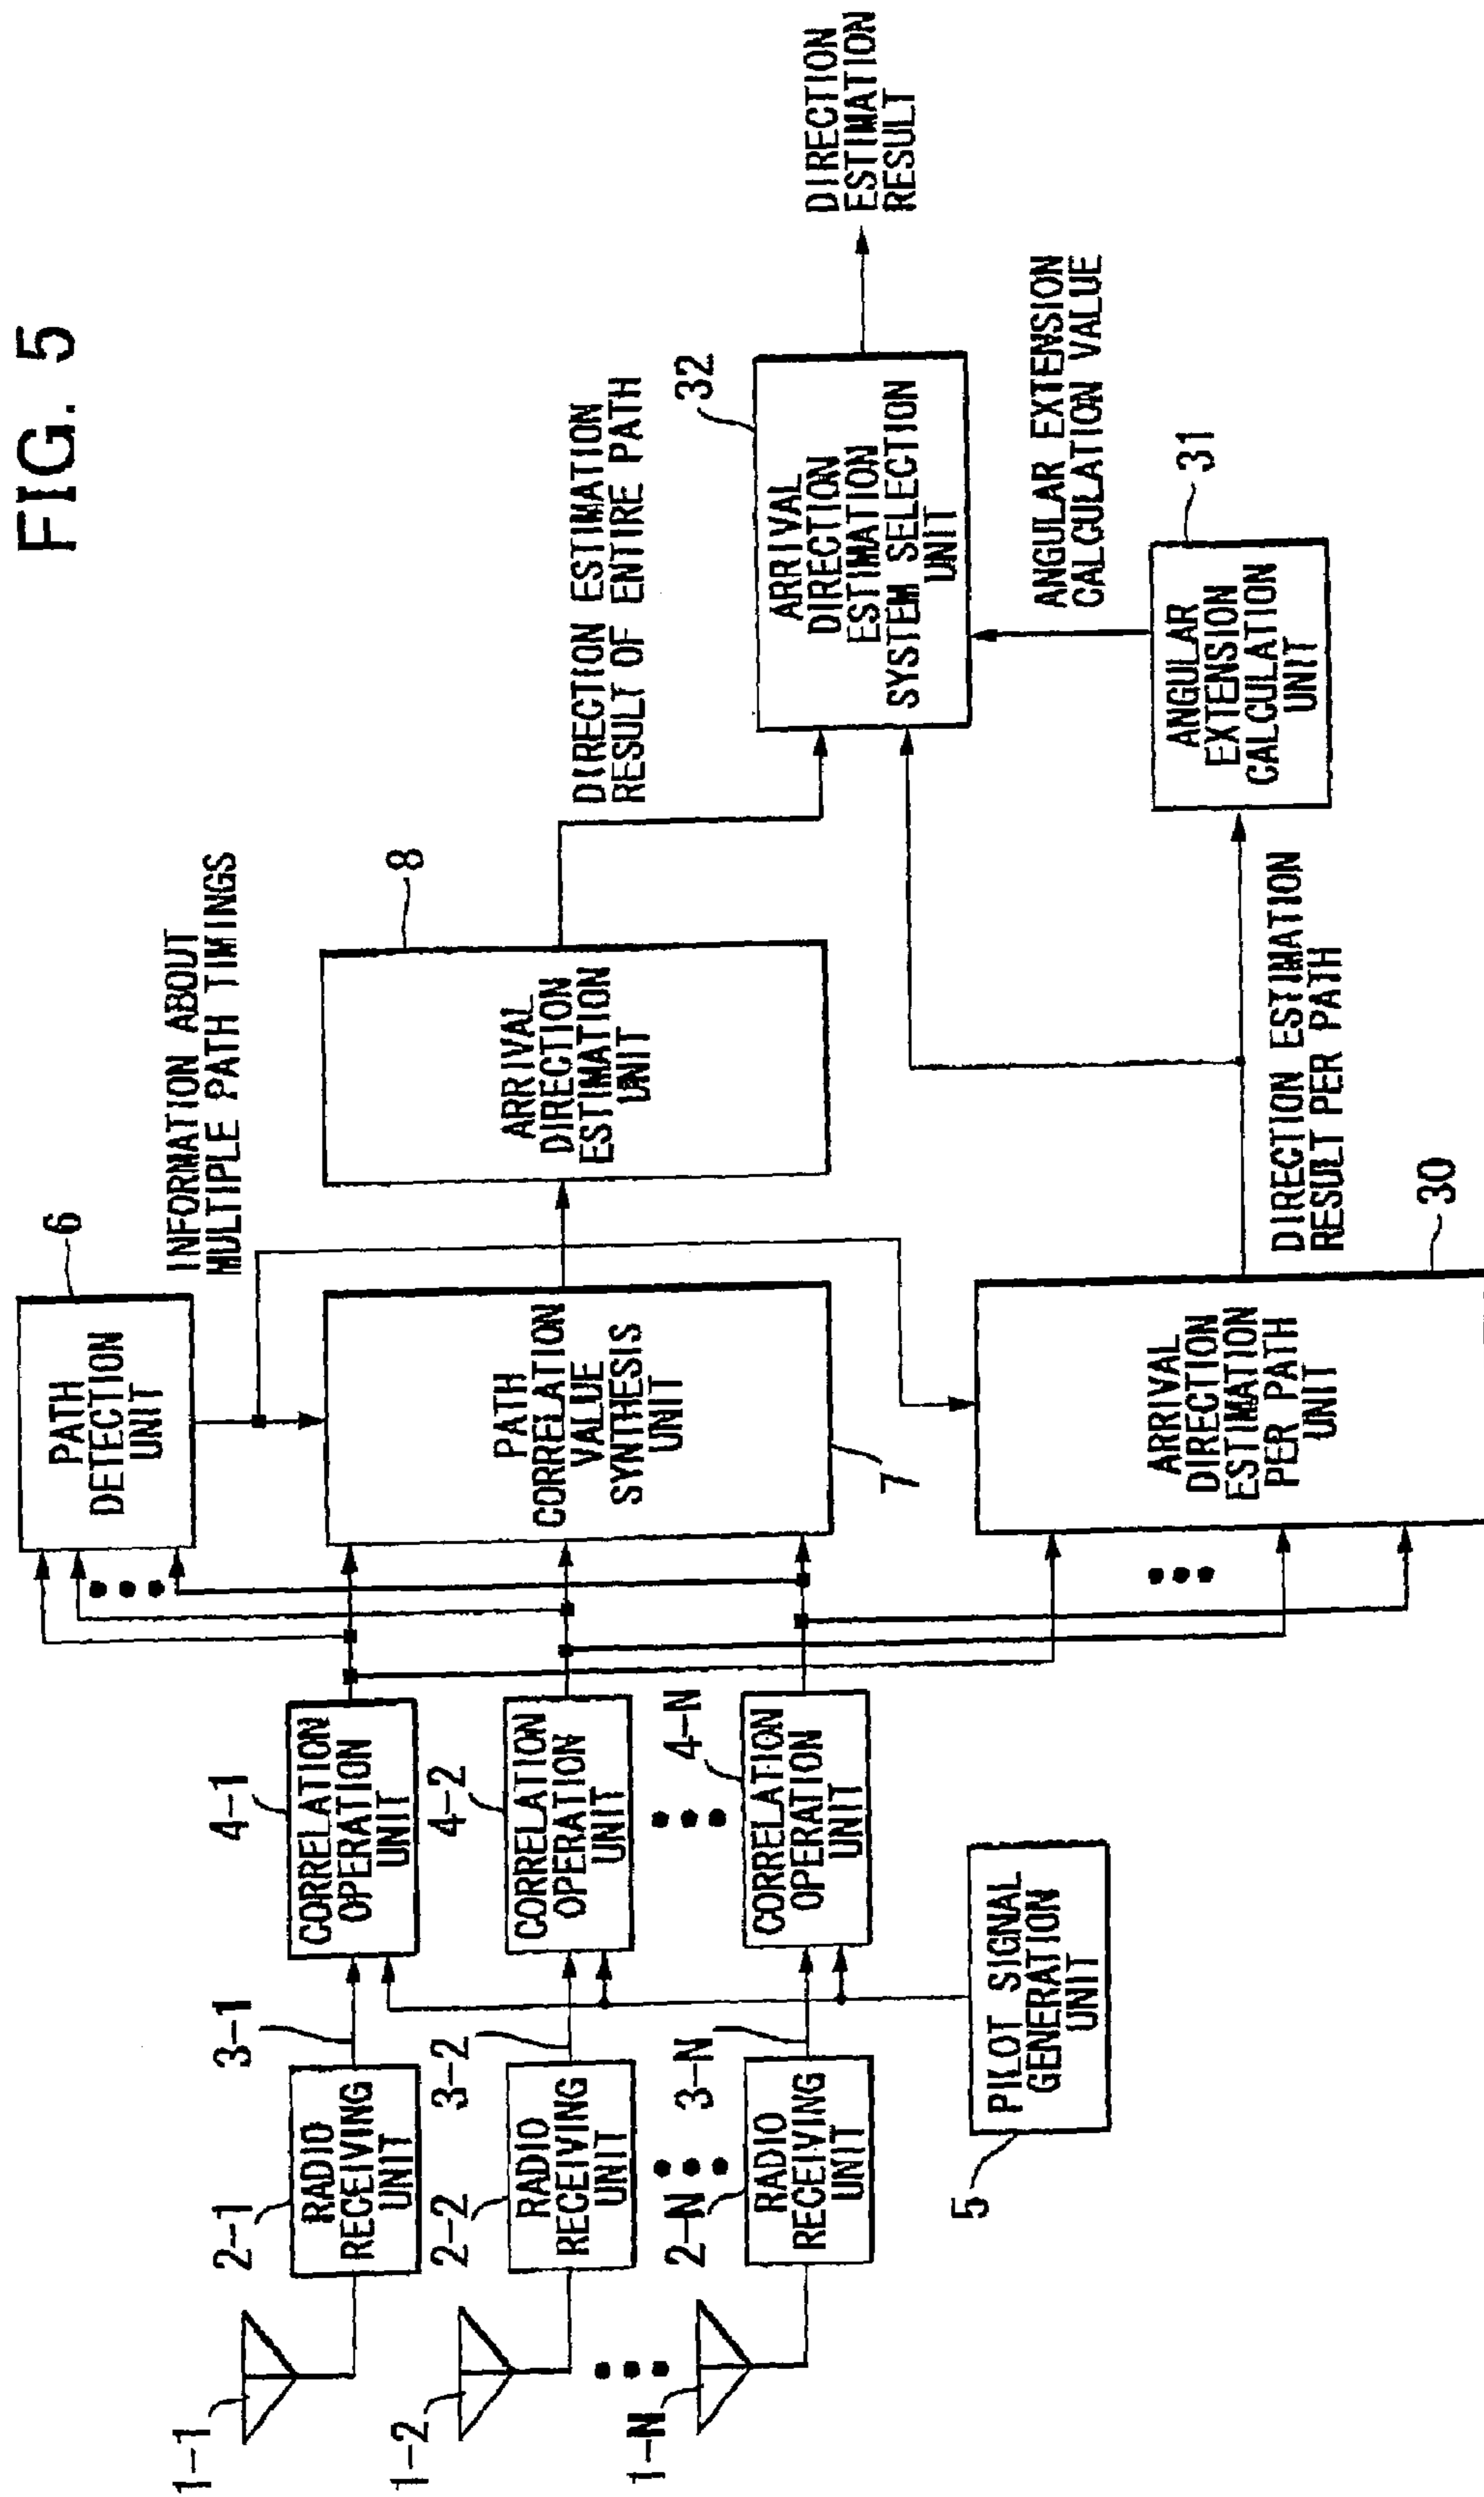 FIG. 5
6
PATH
DETECTION
UNIT
INFORMATION ABOUT
MULTIPLE PATH TIMINGS
1-1
2-1
RADIO
RECEIVING
UNIT
3-1
4-1
CORRELATION
OPERATION
UNIT
PATH
CORRELATION
VALUE
SYNTHESIS
UNIT
7
8
ARRIVAL
DIRECTION
ESTIMATION
UNIT
DIRECTION ESTIMATION
RESULT OF ENTIRE PATH
32
ARRIVAL
DIRECTION
ESTIMATION
SYSTEM SELECTION
UNIT
DIRECTION
ESTIMATION
RESULT
1-2
2-2
RADIO
RECEIVING
UNIT
3-2
4-2
CORRELATION
OPERATION
UNIT
1-N
2-N
RADIO
RECEIVING
UNIT
3-N
4-N
CORRELATION
OPERATION
UNIT
5
PILOT SIGNAL
GENERATION
UNIT
ARRIVAL
DIRECTION
ESTIMATION
PER PATH
UNIT
30
DIRECTION ESTIMATION
RESULT PER PATH
ANGULAR EXTENSION
CALCULATION VALUE
31
ANGULAR
EXTENSION
CALCULATION
UNIT